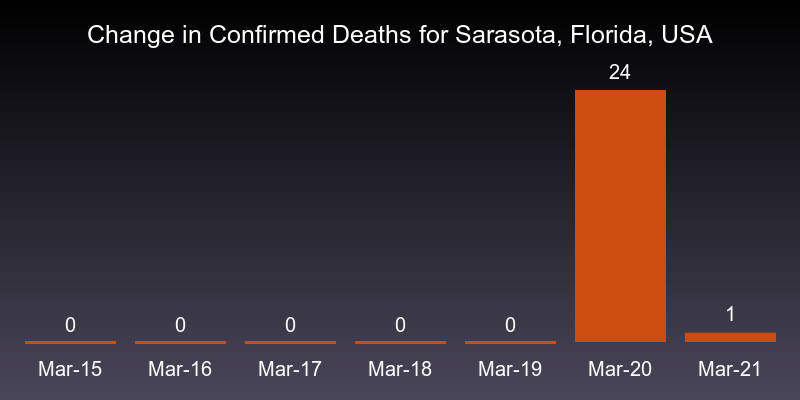 Change in Confirmed Deaths for Sarasota, Florida, USA
24
1
0 0 0 0 0
Mar-15 Mar-16 Mar-17 Mar-18 Mar-19 Mar-20 Mar-21